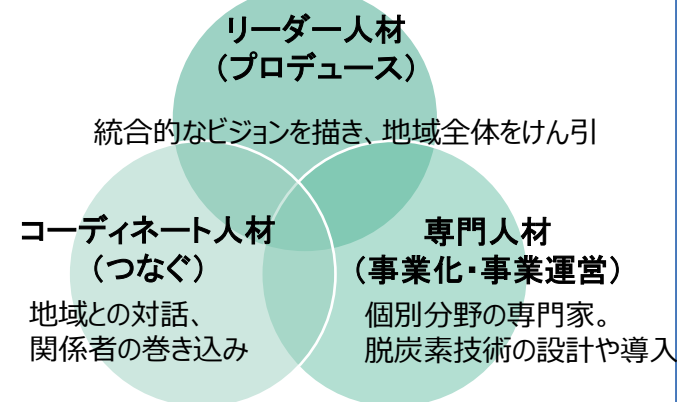 リーダー人材
（プロデュース）
統合的なビジョンを描き、地域全体をけん引
コーディネート人材
（つなぐ）
地域との対話、
関係者の巻き込み
専門人材
（事業化・事業運営）
個別分野の専門家。
脱炭素技術の設計や導入